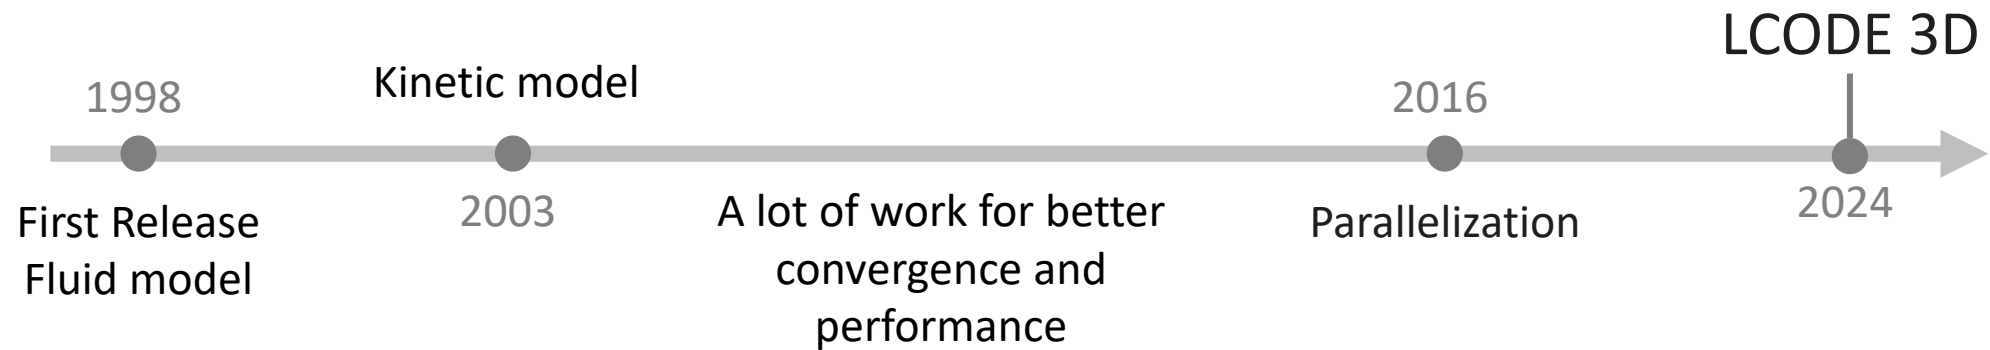 1998
First Release
Fluid model
Kinetic model
2003
A lot of work for better
convergence and
performance
2016
Parallelization
LCODE 3D
2024